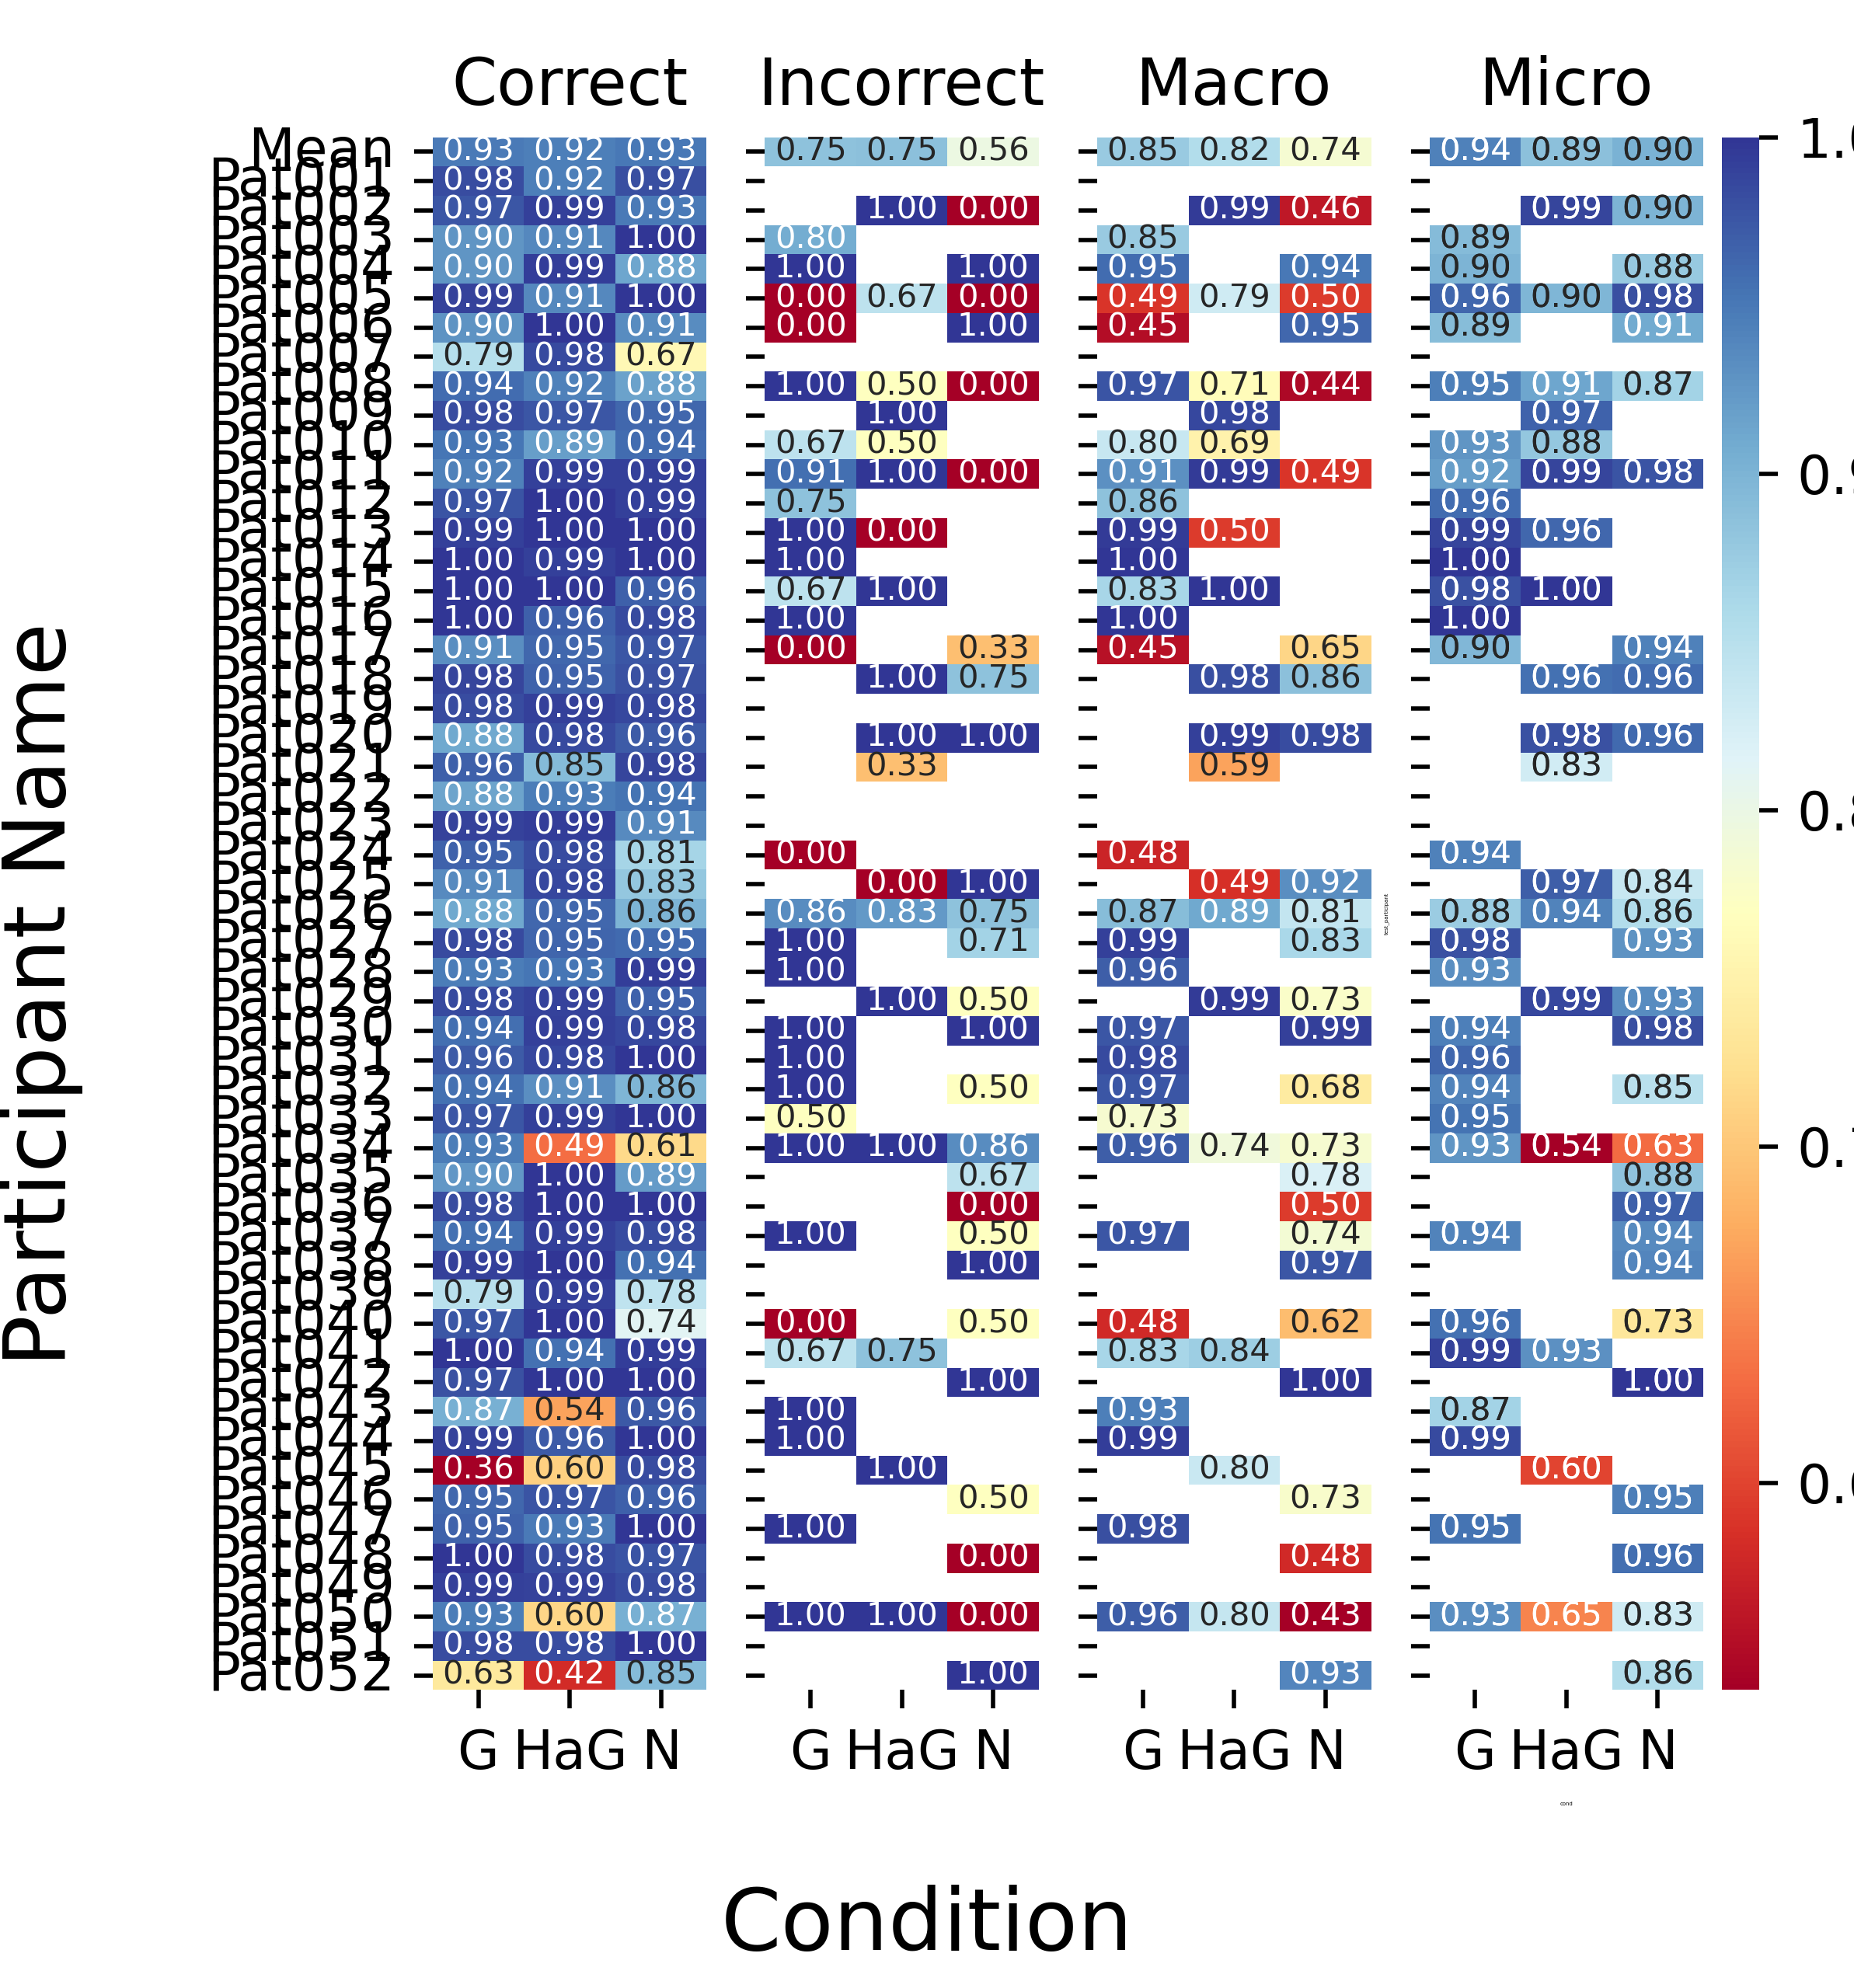 Correct Incorrect Macro Micro
Mean 0.93 0.92 0.93 0.75 0.75 0.56 0.85 0.82 0.74 0.94 0.89 0.90
Pat001 0.98 0.92 0.97
Pat002 0.97 0.99 0.93 1.00 0.00 0.99 0.46 0.99 0.90
Pat003 0.90 0.91 1.00 0.80 0.85 0.89
Pat004 0.90 0.99 0.88 1.00 1.00 0.95 0.94 0.90 0.88
Pat005 0.99 0.91 1.00 0.00 0.67 0.00 0.49 0.79 0.50 0.96 0.90 0.98
Pat006 0.90 1.00 0.91 0.00 1.00 0.45 0.95 0.89 0.91
Pat007 0.79 0.98 0.67
Pat008 0.94 0.92 0.88 1.00 0.50 0.00 0.97 0.71 0.44 0.95 0.91 0.87
Pat009 0.98 0.97 0.95 1.00 0.98 0.97
Pat010 0.93 0.89 0.94 0.67 0.50 0.80 0.69 0.93 0.88
Pat011 0.92 0.99 0.99 0.91 1.00 0.00 0.91 0.99 0.49 0.92 0.99 0.98
Pat012 0.97 1.00 0.99 0.75 0.86 0.96
Pat013 0.99 1.00 1.00 1.00 0.00 0.99 0.50 0.99 0.96
Pat014 1.00 0.99 1.00 1.00 1.00 1.00
Pat015 1.00 1.00 0.96 0.67 1.00 0.83 1.00 0.98 1.00
Pat016 1.00 0.96 0.98 1.00 1.00 1.00
Pat017 0.91 0.95 0.97 0.00 0.33 0.45 0.65 0.90 0.94
Pat018 0.98 0.95 0.97 1.00 0.75 0.98 0.86 0.96 0.96
Pat019 0.98 0.99 0.98
Pat020 0.88 0.98 0.96 1.00 1.00 0.99 0.98 0.98 0.96
Pat021 0.96 0.85 0.98 0.33 0.59 0.83
Pat022 0.88 0.93 0.94
Pat023 0.99 0.99 0.91
Pat024 0.95 0.98 0.81 0.00 0.48 0.94
Pat025 0.91 0.98 0.83 0.00 1.00 0.49 0.92 0.97 0.84
Pat026 0.88 0.95 0.86 0.86 0.83 0.75 0.87 0.89 0.81 0.88 0.94 0.86
Pat027 0.98 0.95 0.95 1.00 0.71 0.99 0.83 0.98 0.93
Pat028 0.93 0.93 0.99 1.00 0.96 0.93
Pat029 0.98 0.99 0.95 1.00 0.50 0.99 0.73 0.99 0.93
Pat030 0.94 0.99 0.98 1.00 1.00 0.97 0.99 0.94 0.98
Pat031 0.96 0.98 1.00 1.00 0.98 0.96
Pat032 0.94 0.91 0.86 1.00 0.50 0.97 0.68 0.94 0.85
Pat033 0.97 0.99 1.00 0.50 0.73 0.95
Pat034 0.93 0.49 0.61 1.00 1.00 0.86 0.96 0.74 0.73 0.93 0.54 0.63
Pat035 0.90 1.00 0.89 0.67 0.78 0.88
Pat036 0.98 1.00 1.00 0.00 0.50 0.97
Pat037 0.94 0.99 0.98 1.00 0.50 0.97 0.74 0.94 0.94
Pat038 0.99 1.00 0.94 1.00 0.97 0.94
Pat039 0.79 0.99 0.78
Pat040 0.97 1.00 0.74 0.00 0.50 0.48 0.62 0.96 0.73
Pat041 1.00 0.94 0.99 0.67 0.75 0.83 0.84 0.99 0.93
Pat042 0.97 1.00 1.00 1.00 1.00 1.00
Pat043 0.87 0.54 0.96 1.00 0.93 0.87
Pat044 0.99 0.96 1.00 1.00 0.99 0.99
Pat045 0.36 0.60 0.98 1.00 0.80 0.60
Pat046 0.95 0.97 0.96 0.50 0.73 0.95
Pat047 0.95 0.93 1.00 1.00 0.98 0.95
Pat048 1.00 0.98 0.97 0.00 0.48 0.96
Pat049 0.99 0.99 0.98
Pat050 0.93 0.60 0.87 1.00 1.00 0.00 0.96 0.80 0.43 0.93 0.65 0.83
Pat051 0.98 0.98 1.00
Pat052 0.63 0.42 0.85 1.00 0.93 0.86
G HaG N G HaG N G HaG N G HaG N
Participant Name
test_participant
cond
Condition